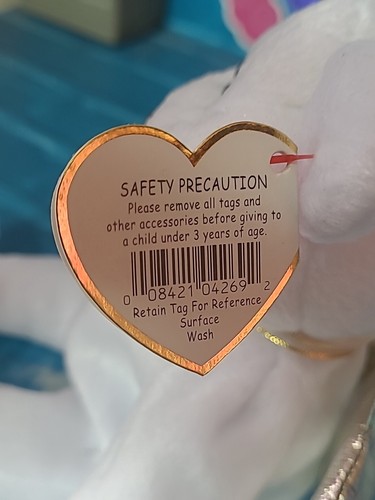 SAFETY PRECAUTION
Please remove all tags and
other accessories before giving to
a child under 3 years of age.
0 08421 04269 2
Retain Tag For Reference
Surface
Wash